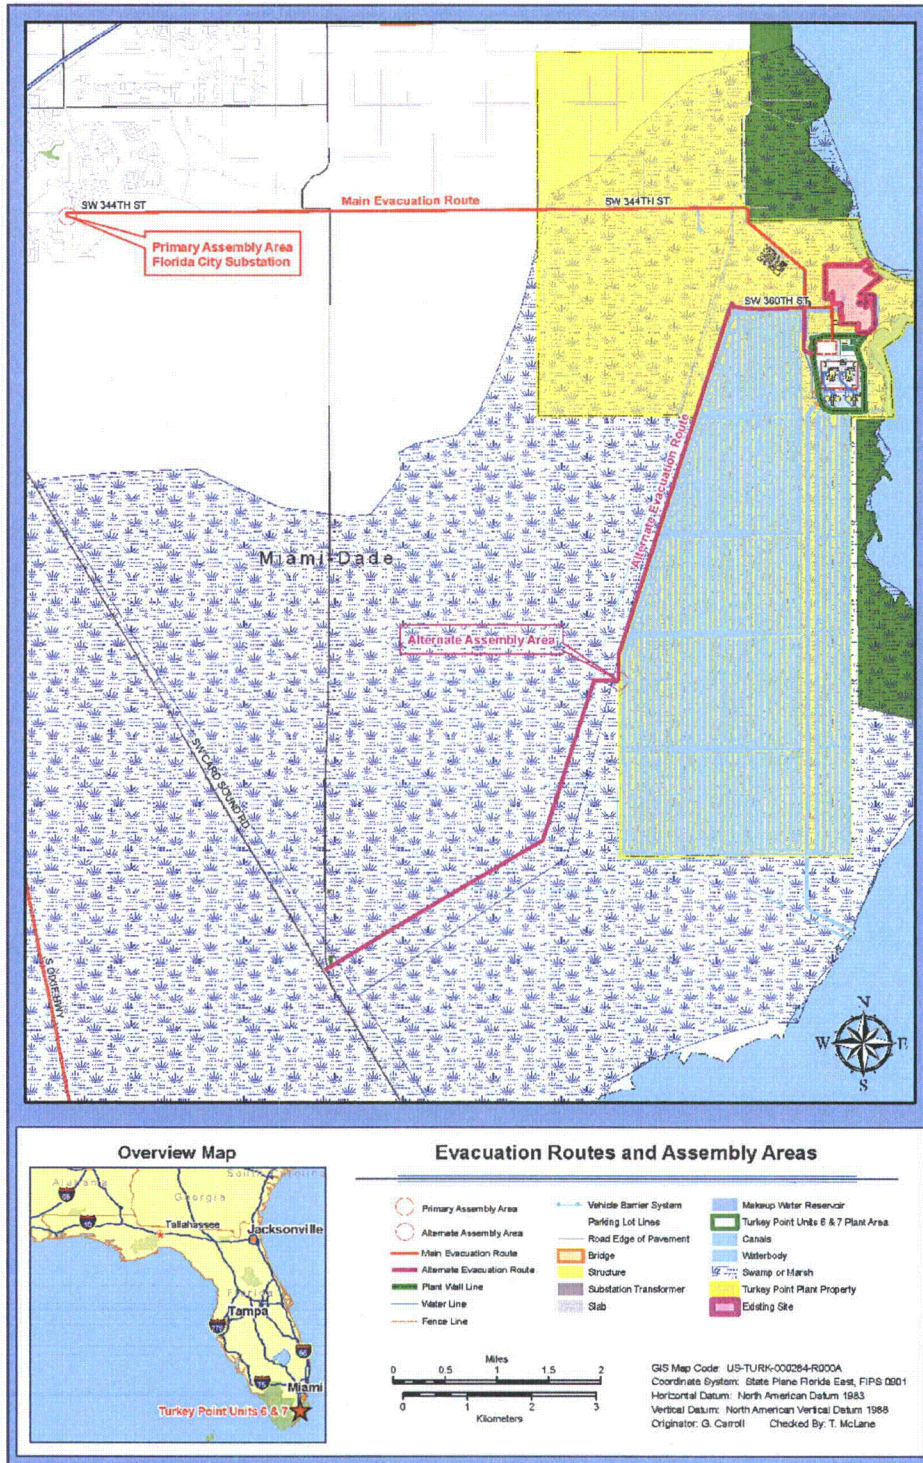 SW 344TH ST
Main Evacuation Route
SW 344TH ST
Primary Assembly Area
Florida City Substation
SW 360TH ST
Alternate Evacuation Route
Miami-Dade
Alternate Assembly Area
SW CARD SOUND RD
S DIXIE HWY
N
W E
S
Overview Map
Alabama
Georgia
South Carolina
Tallahassee
Jacksonville
Florida
Tampa
Miami
Turkey Point Units 6 & 7
Evacuation Routes and Assembly Areas
Primary Assembly Area
Alternate Assembly Area
Main Evacuation Route
Alternate Evacuation Route
Plant Wall Line
Water Line
Fence Line
Vehicle Barrier System
Parking Lot Lines
Road Edge of Pavement
Bridge
Structure
Substation Transformer
Slab
Makeup Water Reservoir
Turkey Point Units 6 & 7 Plant Area
Canals
Waterbody
Swamp or Marsh
Turkey Point Plant Property
Existing Site
Miles
0 0.5 1 1.5 2
0 1 2 3
Kilometers
GIS Map Code: US-TURK-000284-R000A
Coordinate System: State Plane Florida East, FIPS 0901
Horizontal Datum: North American Datum 1983
Vertical Datum: North American Vertical Datum 1988
Originator: G. Carroll Checked By: T. McLane